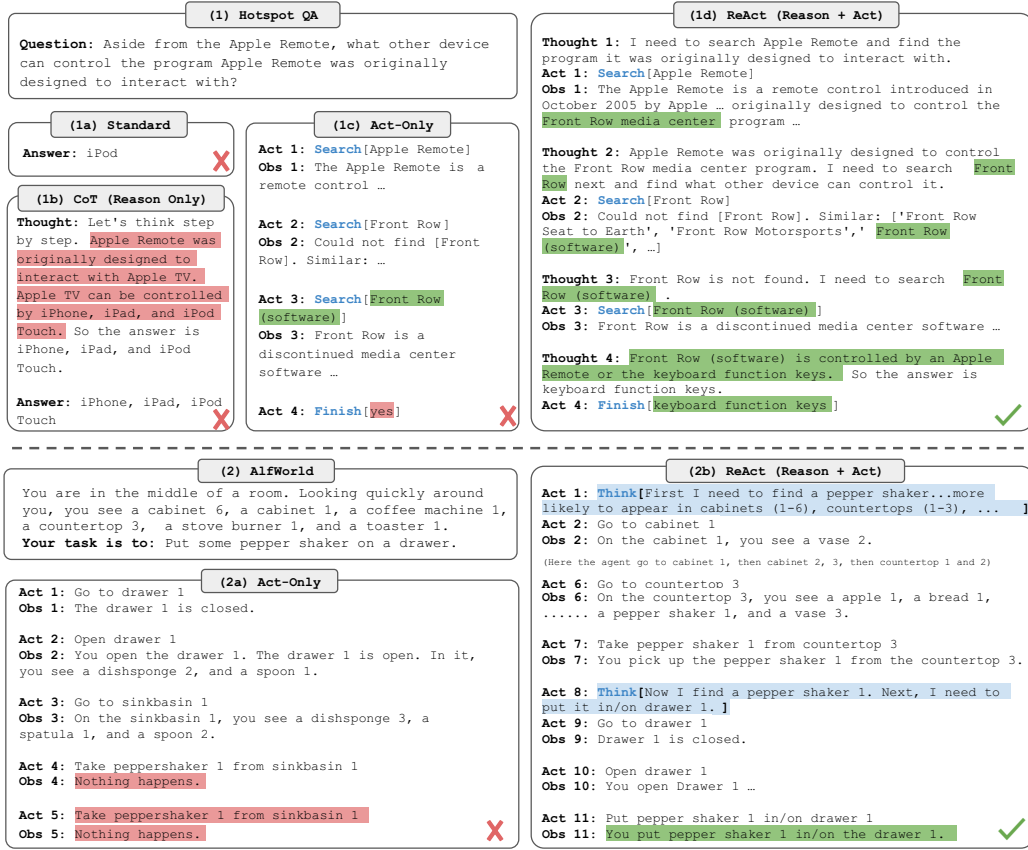 (1) Hotspot QA
Question: Aside from the Apple Remote, what other device
can control the program Apple Remote was originally
designed to interact with?
(1a) Standard
Answer: iPod
(1b) CoT (Reason Only)
Thought: Let's think step
by step. Apple Remote was
originally designed to
interact with Apple TV.
Apple TV can be controlled
by iPhone, iPad, and iPod
Touch. So the answer is
iPhone, iPad, and iPod
Touch.
Answer: iPhone, iPad, iPod
Touch
(1c) Act-Only
Act 1: Search[Apple Remote]
Obs 1: The Apple Remote is a
remote control …
Act 2: Search[Front Row]
Obs 2: Could not find [Front
Row]. Similar: …
Act 3: Search[Front Row
(software)]
Obs 3: Front Row is a
discontinued media center
software …
Act 4: Finish[yes]
(1d) ReAct (Reason + Act)
Thought 1: I need to search Apple Remote and find the
program it was originally designed to interact with.
Act 1: Search[Apple Remote]
Obs 1: The Apple Remote is a remote control introduced in
October 2005 by Apple … originally designed to control the
Front Row media center program …
Thought 2: Apple Remote was originally designed to control
the Front Row media center program. I need to search Front
Row next and find what other device can control it.
Act 2: Search[Front Row]
Obs 2: Could not find [Front Row]. Similar: ['Front Row
Seat to Earth', 'Front Row Motorsports',' Front Row
(software)', …]
Thought 3: Front Row is not found. I need to search Front
Row (software) .
Act 3: Search[Front Row (software)]
Obs 3: Front Row is a discontinued media center software …
Thought 4: Front Row (software) is controlled by an Apple
Remote or the keyboard function keys. So the answer is
keyboard function keys.
Act 4: Finish[keyboard function keys ]
(2) AlfWorld
You are in the middle of a room. Looking quickly around
you, you see a cabinet 6, a cabinet 1, a coffee machine 1,
a countertop 3, a stove burner 1, and a toaster 1.
Your task is to: Put some pepper shaker on a drawer.
(2a) Act-Only
Act 1: Go to drawer 1
Obs 1: The drawer 1 is closed.
Act 2: Open drawer 1
Obs 2: You open the drawer 1. The drawer 1 is open. In it,
you see a dishsponge 2, and a spoon 1.
Act 3: Go to sinkbasin 1
Obs 3: On the sinkbasin 1, you see a dishsponge 3, a
spatula 1, and a spoon 2.
Act 4: Take peppershaker 1 from sinkbasin 1
Obs 4: Nothing happens.
Act 5: Take peppershaker 1 from sinkbasin 1
Obs 5: Nothing happens.
(2b) ReAct (Reason + Act)
Act 1: Think[First I need to find a pepper shaker...more
likely to appear in cabinets (1-6), countertops (1-3), ... ]
Act 2: Go to cabinet 1
Obs 2: On the cabinet 1, you see a vase 2.
(Here the agent go to cabinet 1, then cabinet 2, 3, then countertop 1 and 2)
Act 6: Go to countertop 3
Obs 6: On the countertop 3, you see a apple 1, a bread 1,
...... a pepper shaker 1, and a vase 3.
Act 7: Take pepper shaker 1 from countertop 3
Obs 7: You pick up the pepper shaker 1 from the countertop 3.
Act 8: Think[Now I find a pepper shaker 1. Next, I need to
put it in/on drawer 1. ]
Act 9: Go to drawer 1
Obs 9: Drawer 1 is closed.
Act 10: Open drawer 1
Obs 10: You open Drawer 1 …
Act 11: Put pepper shaker 1 in/on drawer 1
Obs 11: You put pepper shaker 1 in/on the drawer 1.